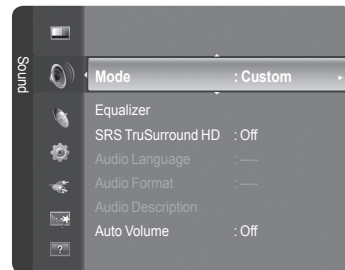 Sound
Mode : Custom
Equalizer
SRS TruSurround HD : Off
Audio Language : ----
Audio Format : ----
Audio Description
Auto Volume : Off
?